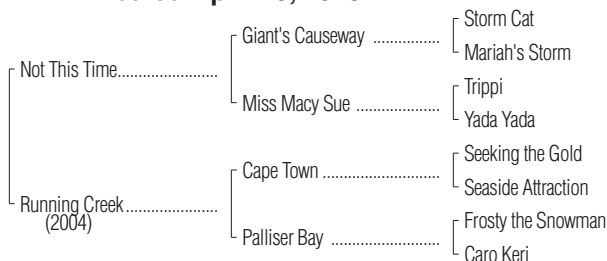 Storm Cat
Giant's Causeway ..................
Mariah's Storm
Not This Time.......................
Trippi
Miss Macy Sue ...................
Yada Yada
Seeking the Gold
Cape Town .........................
Seaside Attraction
Running Creek.....................
(2004)
Frosty the Snowman
Palliser Bay ........................
Caro Keri